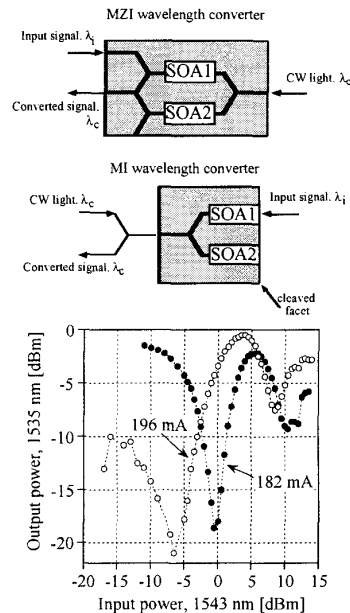 MZI wavelength converter
Input signal. λi
SOA1
Converted signal. λc
SOA2
CW light. λc
MI wavelength converter
CW light. λc
SOA1
Input signal. λi
Converted signal. λc
SOA2
cleaved facet
0
-5
-10
-15
-20
Output power, 1535 nm [dBm]
196 mA
182 mA
-20 -15 -10 -5 0 5 10 15
Input power, 1543 nm [dBm]